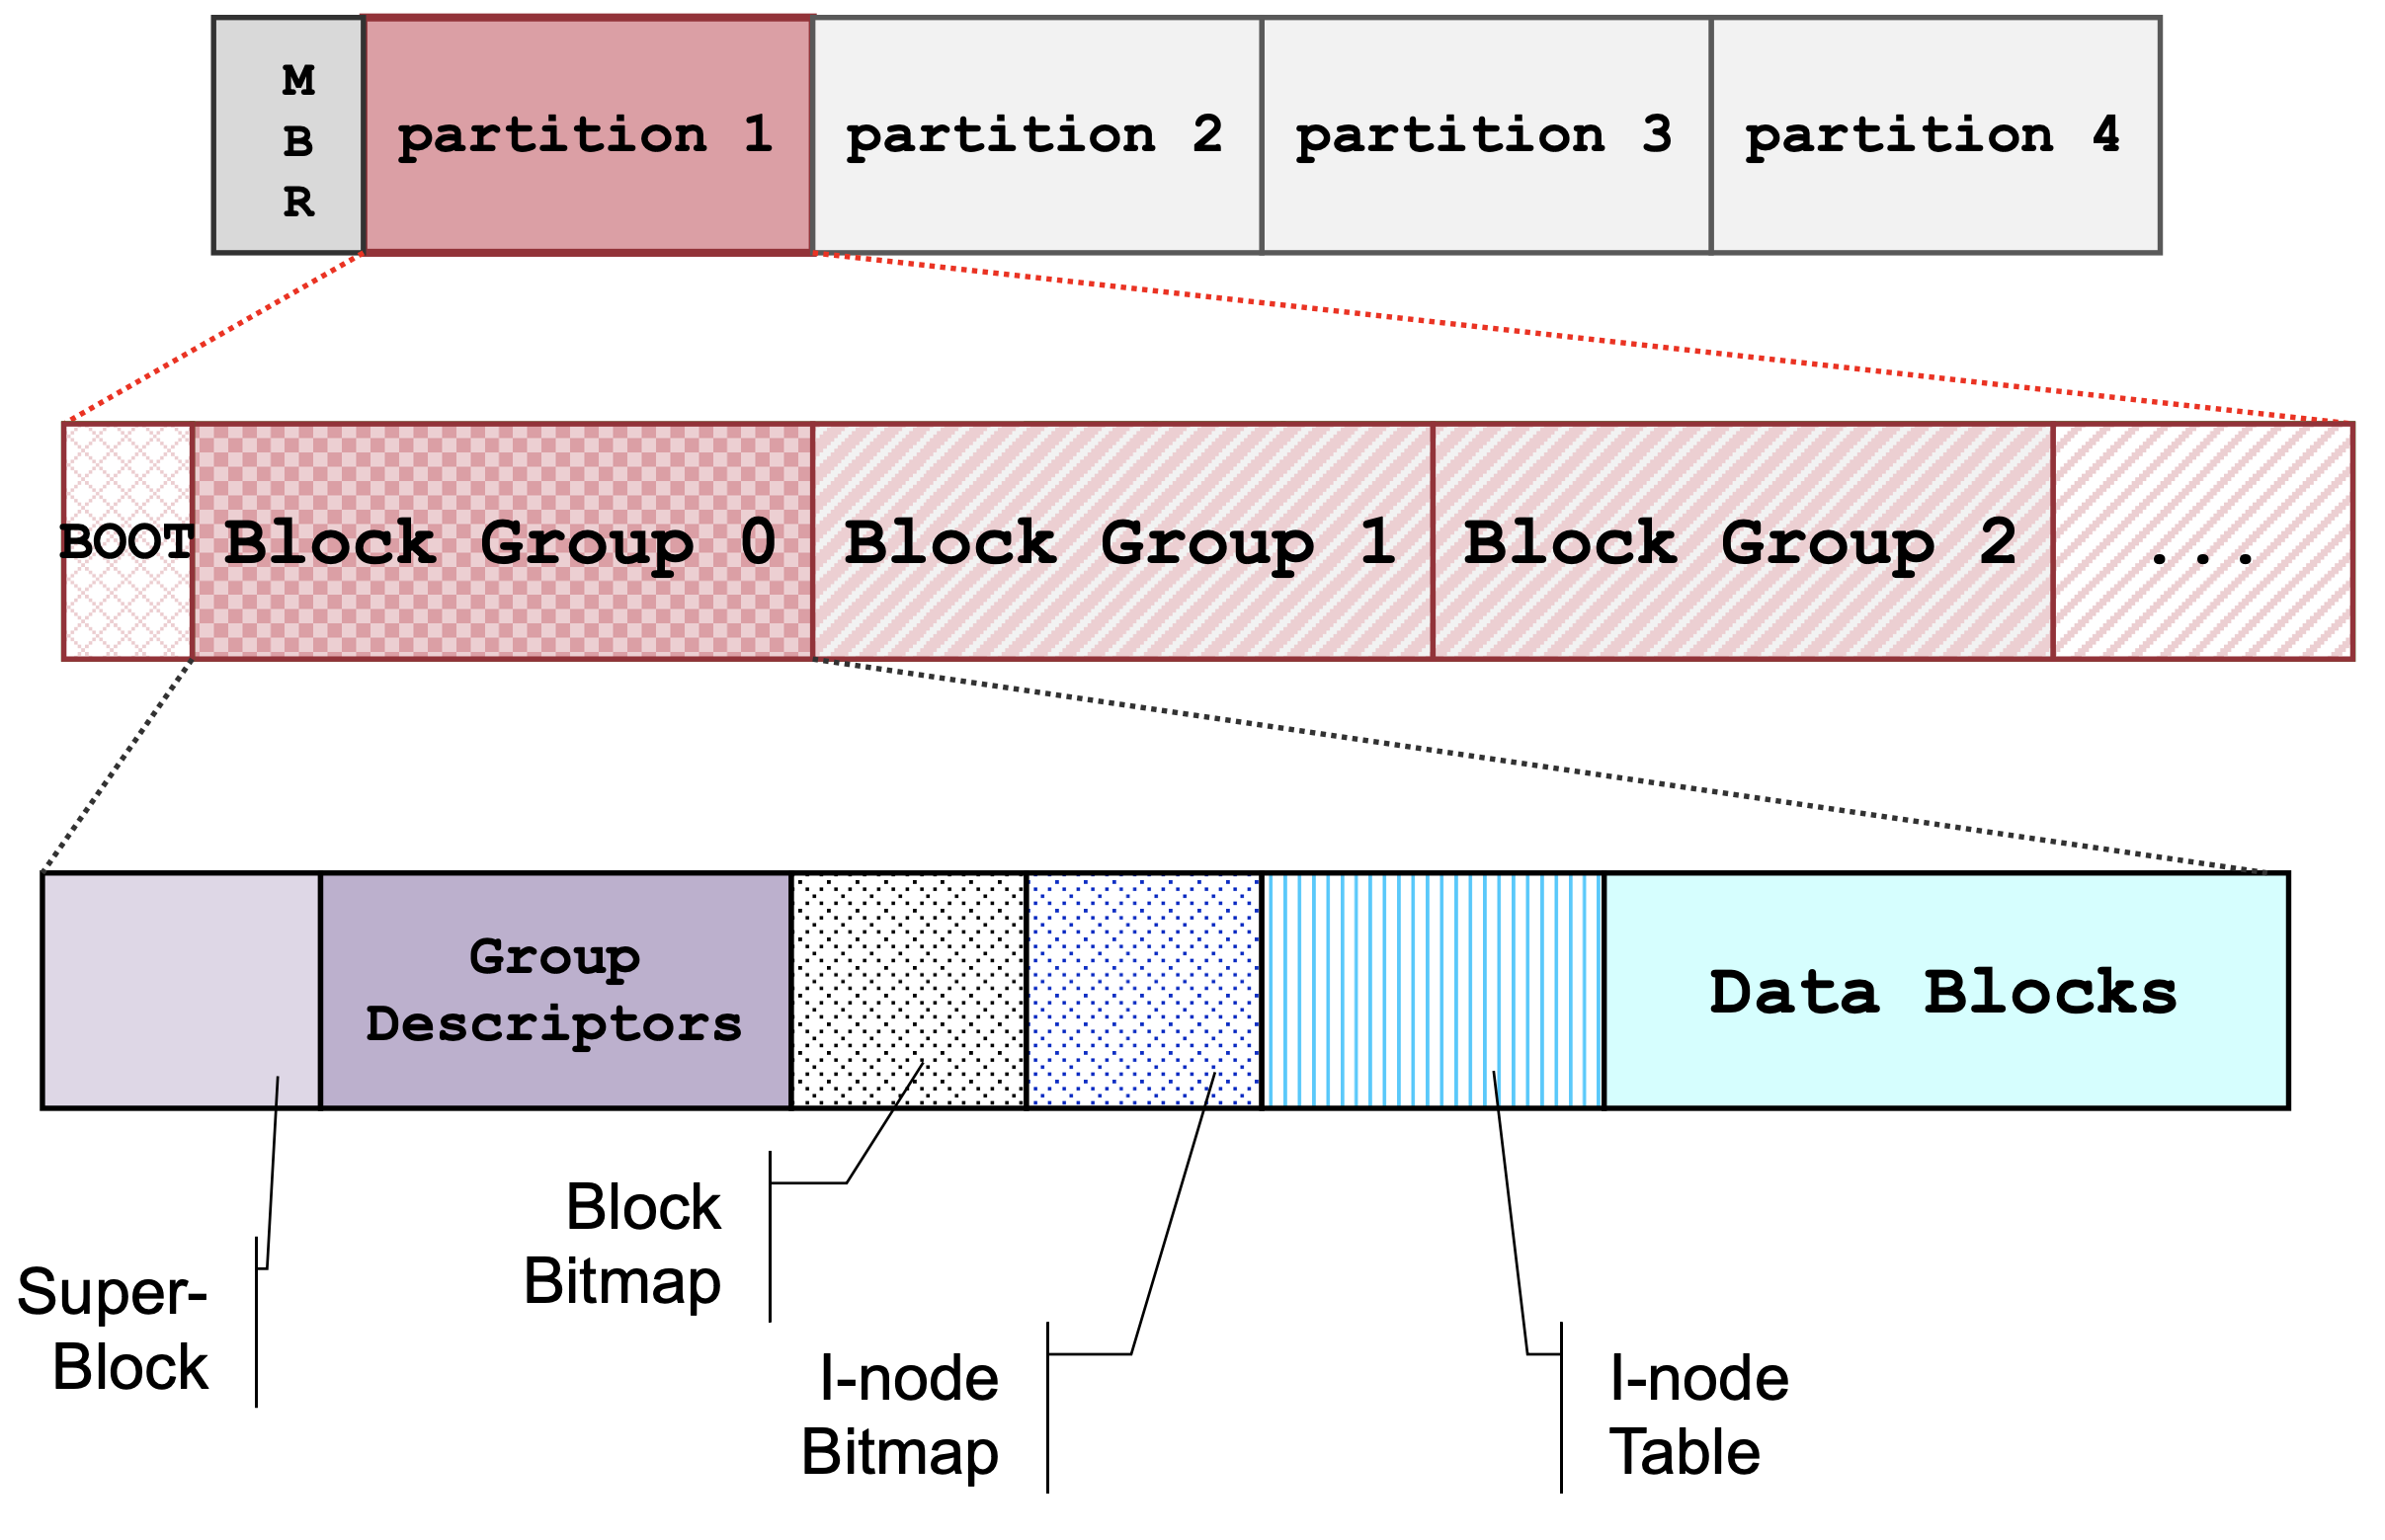 M
B
R
partition 1
partition 2
partition 3
partition 4
BOOT
Block Group 0
Block Group 1
Block Group 2
...
Group
Descriptors
Data Blocks
Super-
Block
Block
Bitmap
I-node
Bitmap
I-node
Table